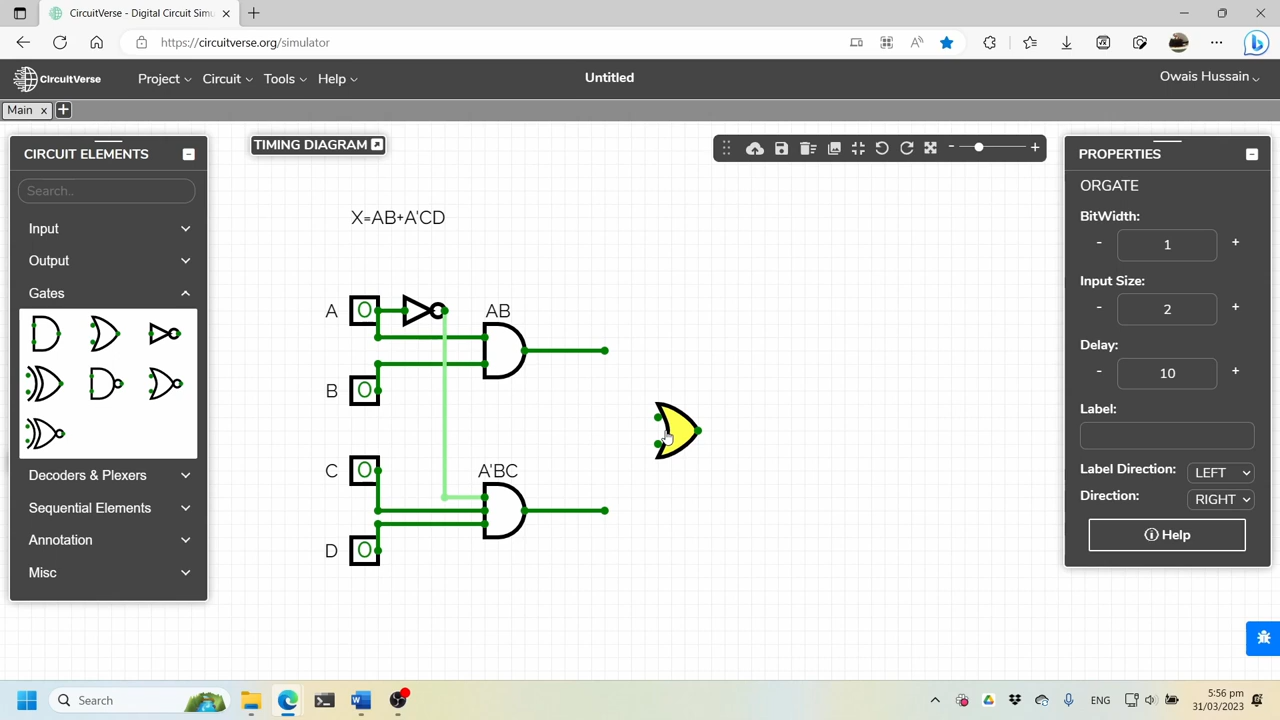 CircuitVerse - Digital Circuit Simu
https://circuitverse.org/simulator
CircuitVerse
Project
Circuit
Tools
Help
Untitled
Owais Hussain
Main x
CIRCUIT ELEMENTS
Search..
Input
Output
Gates
Decoders & Plexers
Sequential Elements
Annotation
Misc
TIMING DIAGRAM
X=AB+A'CD
A 0
AB
B 0
C 0
A'BC
D 0
PROPERTIES
ORGATE
BitWidth:
- 1 +
Input Size:
- 2 +
Delay:
- 10 +
Label:
Label Direction: LEFT
Direction: RIGHT
Help
Search
ENG
5:56 pm
31/03/2023